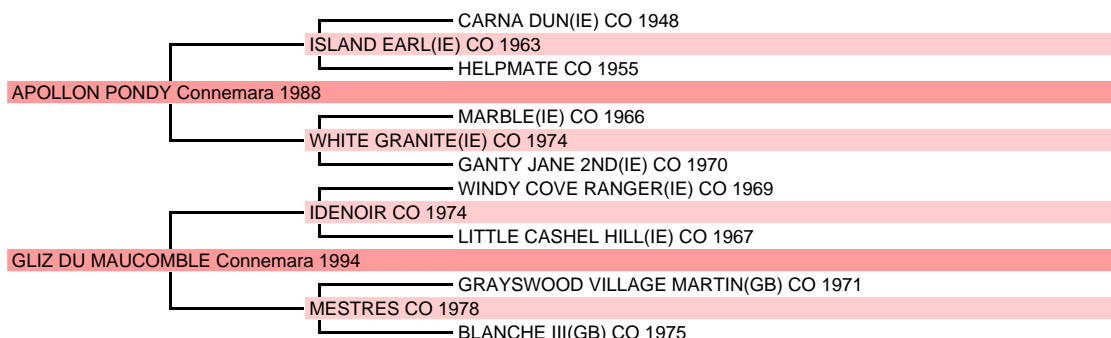 CARNA DUN(IE) CO 1948
ISLAND EARL(IE) CO 1963
HELPMATE CO 1955
APOLLON PONDY Connemara 1988
MARBLE(IE) CO 1966
WHITE GRANITE(IE) CO 1974
GANTY JANE 2ND(IE) CO 1970
WINDY COVE RANGER(IE) CO 1969
IDENOIR CO 1974
LITTLE CASHEL HILL(IE) CO 1967
GLIZ DU MAUCOMBLE Connemara 1994
GRAYSWOOD VILLAGE MARTIN(GB) CO 1971
MESTRES CO 1978
BLANCHE III(GB) CO 1975